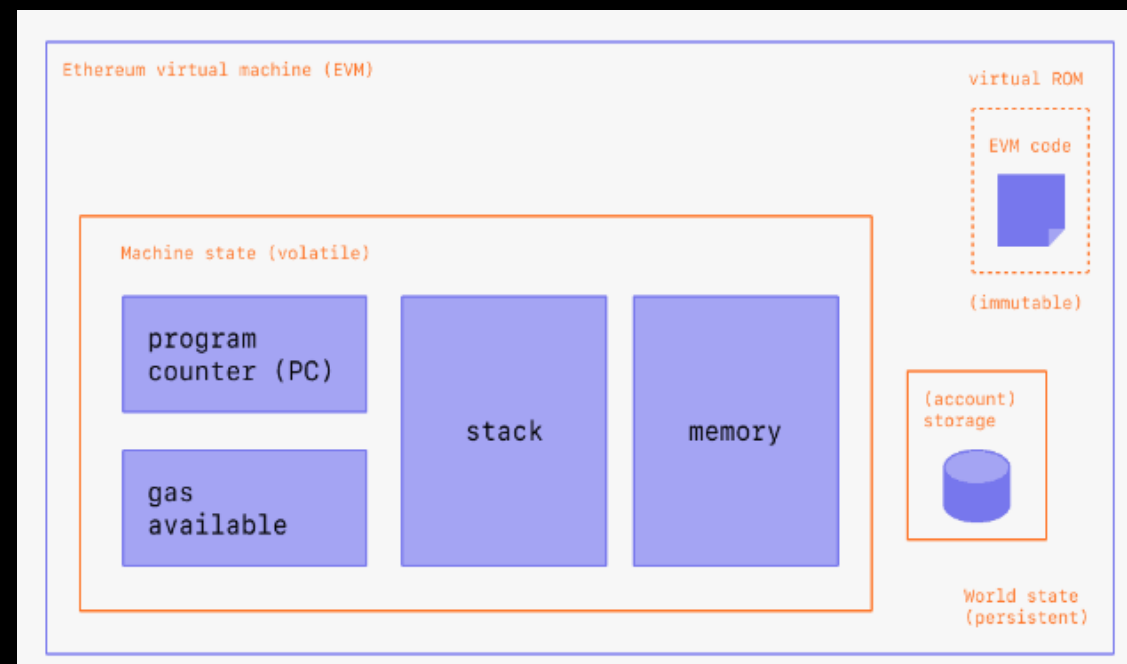 Ethereum virtual machine (EVM)
virtual ROM
EVM code
(immutable)
Machine state (volatile)
program
counter (PC)
gas
available
stack
memory
(account)
storage
World state
(persistent)